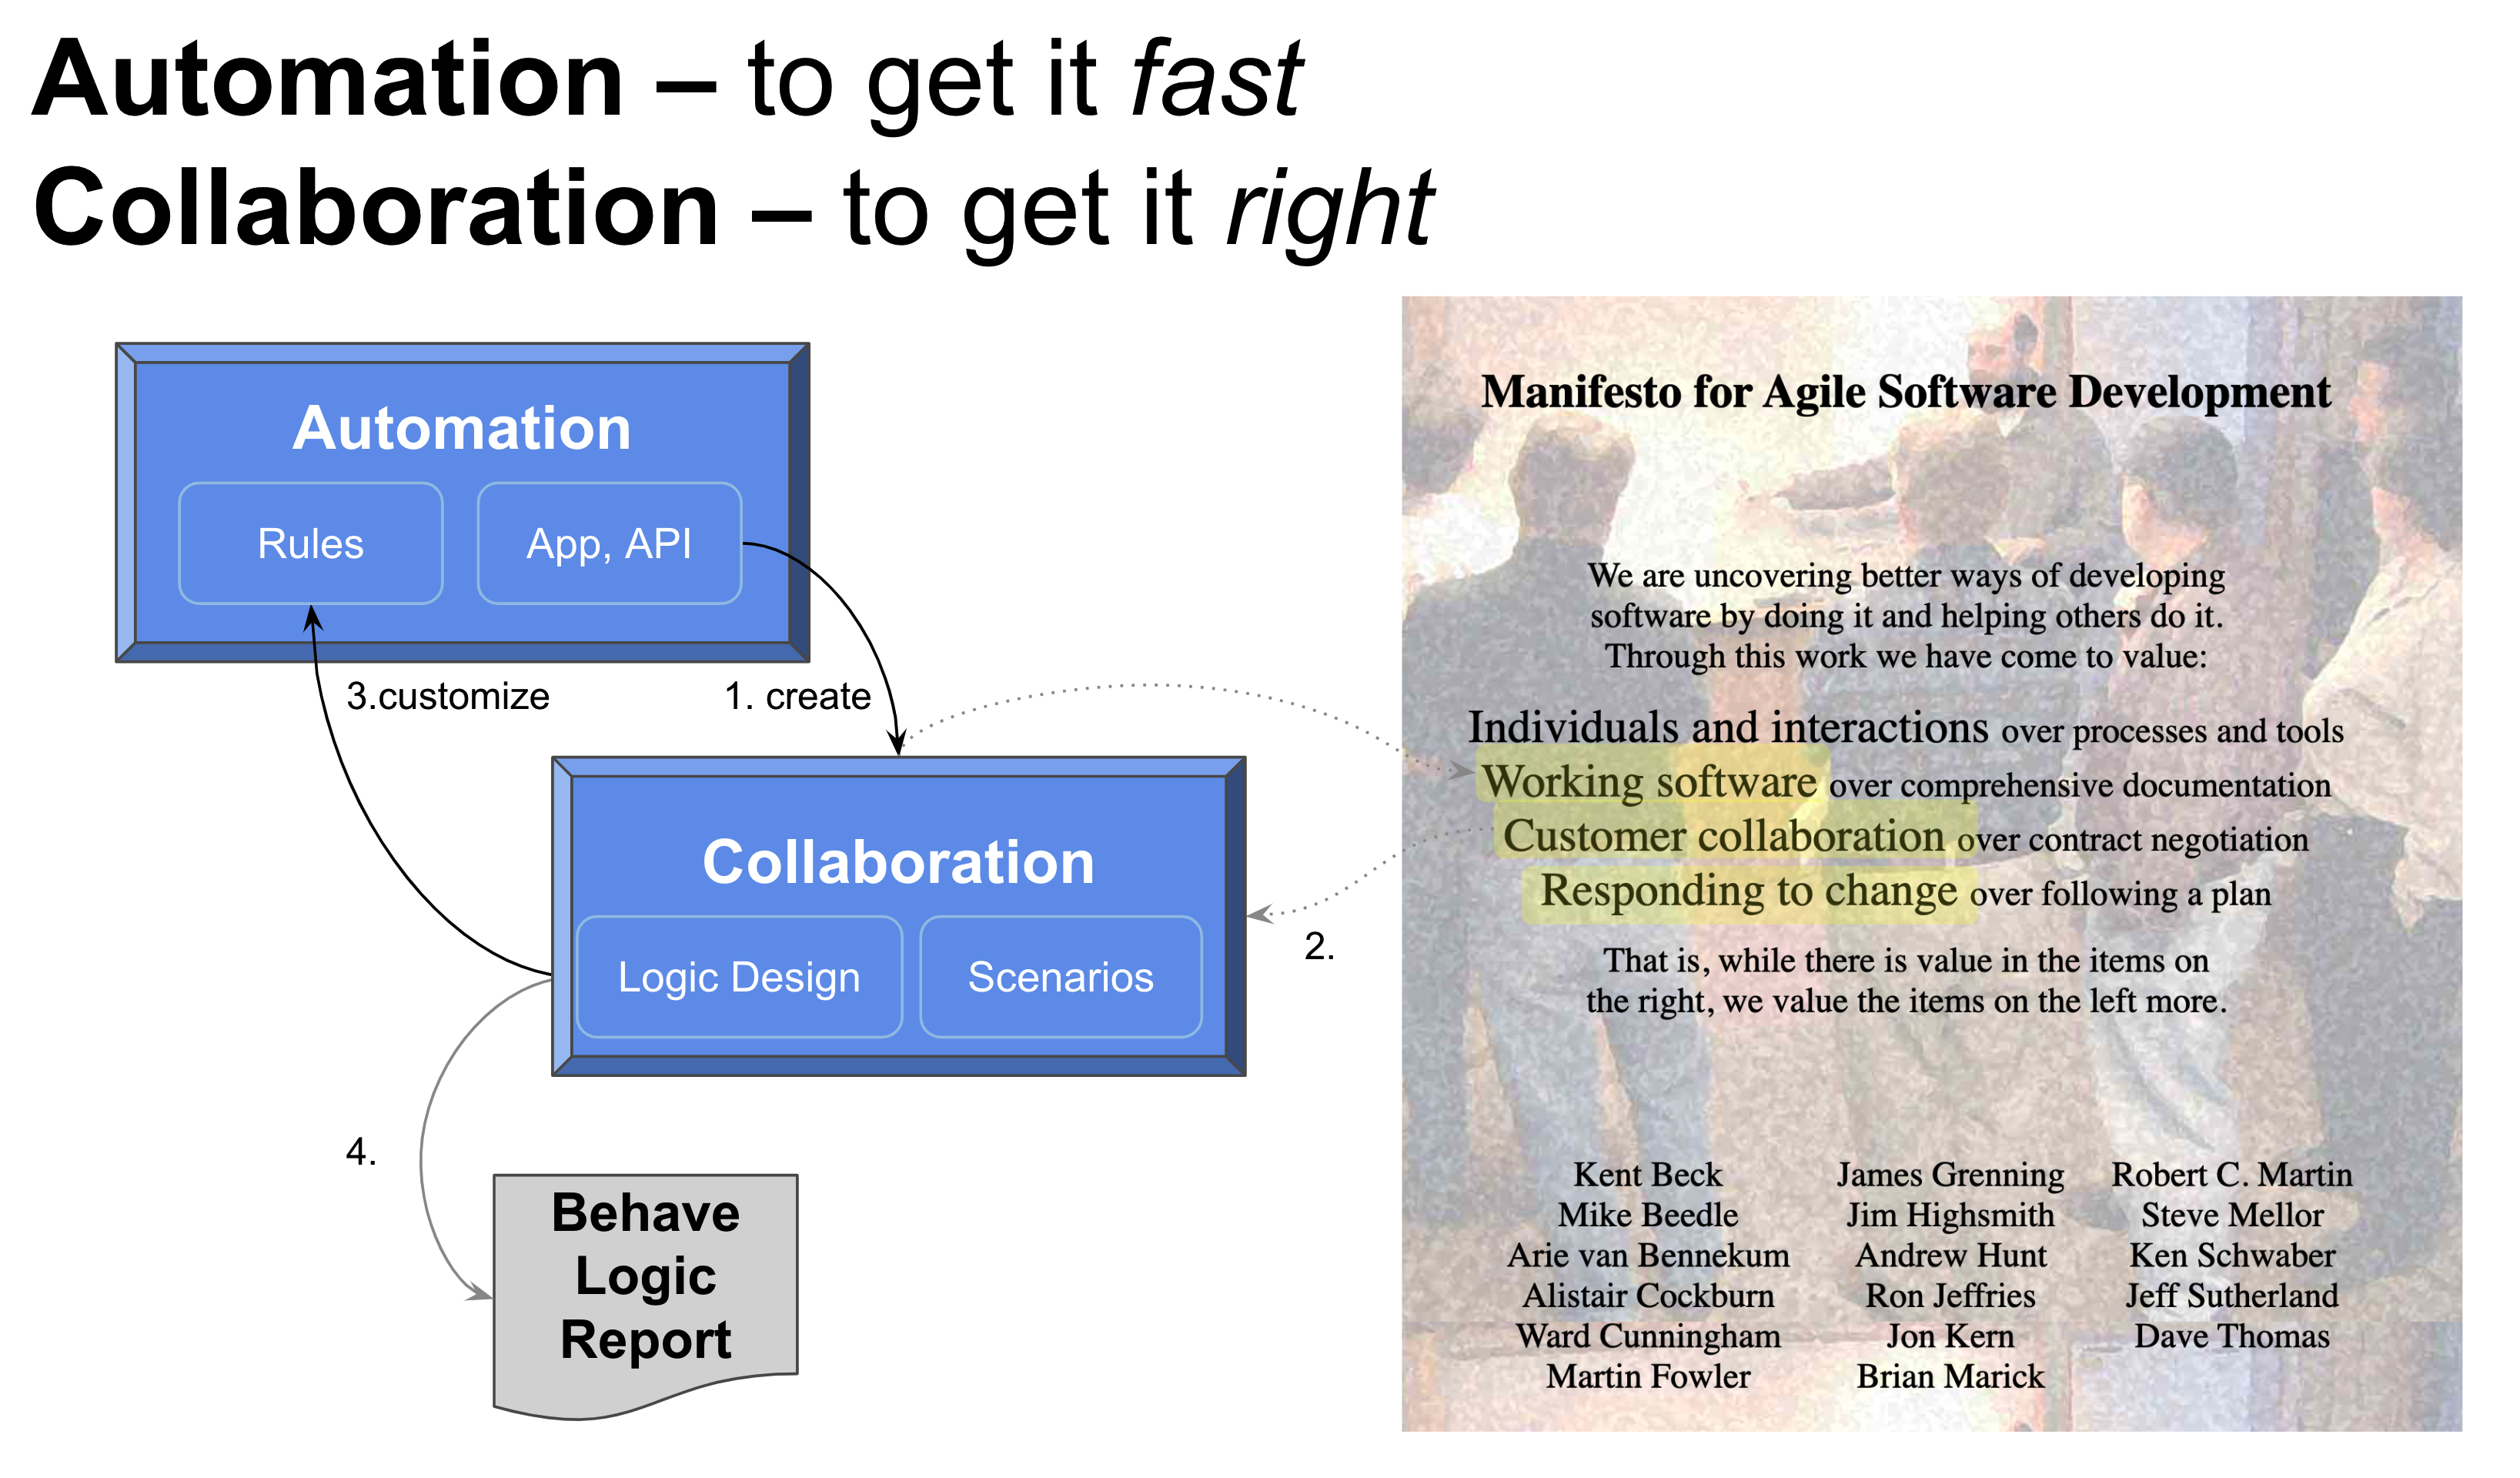 Automation – to get it fast
Collaboration – to get it right
Automation
Rules
App, API
3.customize
1. create
Collaboration
Logic Design
Scenarios
2.
4.
Behave
Logic
Report
Manifesto for Agile Software Development
We are uncovering better ways of developing
software by doing it and helping others do it.
Through this work we have come to value:
Individuals and interactions over processes and tools
Working software over comprehensive documentation
Customer collaboration over contract negotiation
Responding to change over following a plan
That is, while there is value in the items on
the right, we value the items on the left more.
Kent Beck
Mike Beedle
Arie van Bennekum
Alistair Cockburn
Ward Cunningham
Martin Fowler
James Grenning
Jim Highsmith
Andrew Hunt
Ron Jeffries
Jon Kern
Brian Marick
Robert C. Martin
Steve Mellor
Ken Schwaber
Jeff Sutherland
Dave Thomas